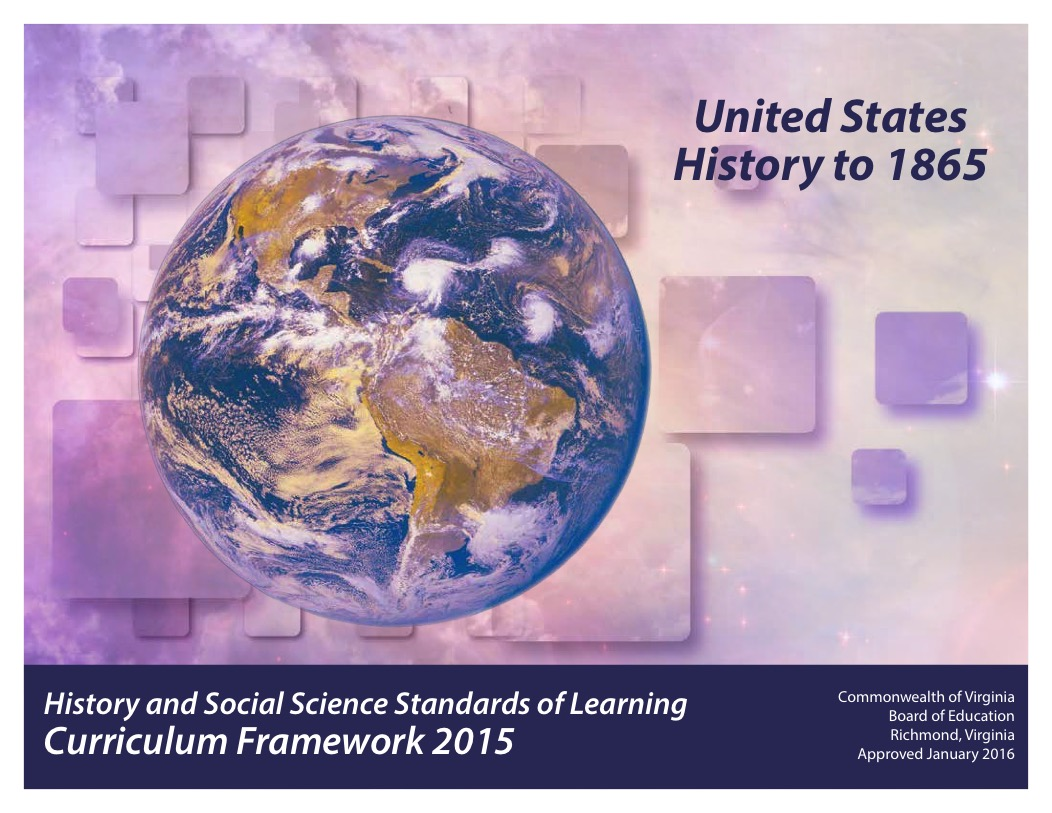 United States
History to 1865
History and Social Science Standards of Learning
Curriculum Framework 2015
Commonwealth of Virginia
Board of Education
Richmond, Virginia
Approved January 2016